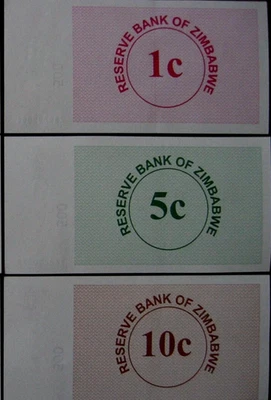 RESERVE BANK OF ZIMBABWE
1c
RESERVE BANK OF ZIMBABWE
5c
RESERVE BANK OF ZIMBABWE
10c